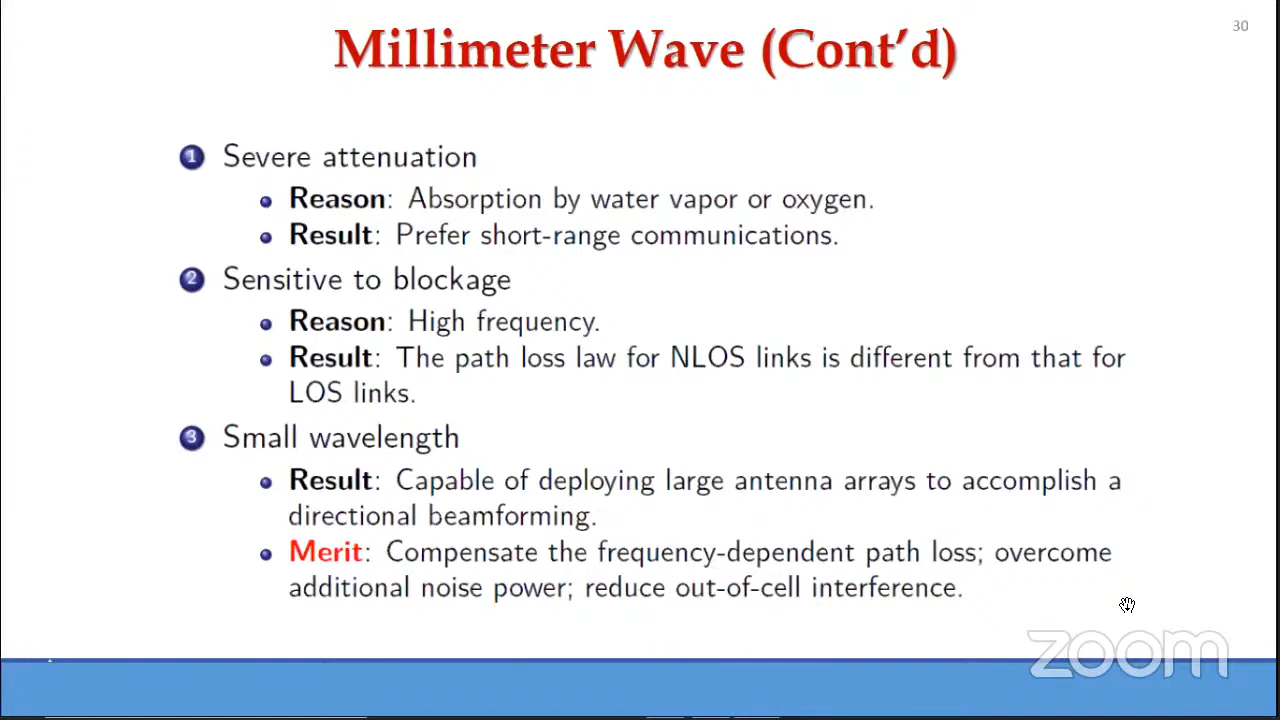 30
Millimeter Wave (Cont’d)
1 Severe attenuation
Reason: Absorption by water vapor or oxygen.
Result: Prefer short-range communications.
2 Sensitive to blockage
Reason: High frequency.
Result: The path loss law for NLOS links is different from that for
LOS links.
3 Small wavelength
Result: Capable of deploying large antenna arrays to accomplish a
directional beamforming.
Merit: Compensate the frequency-dependent path loss; overcome
additional noise power; reduce out-of-cell interference.
zoom